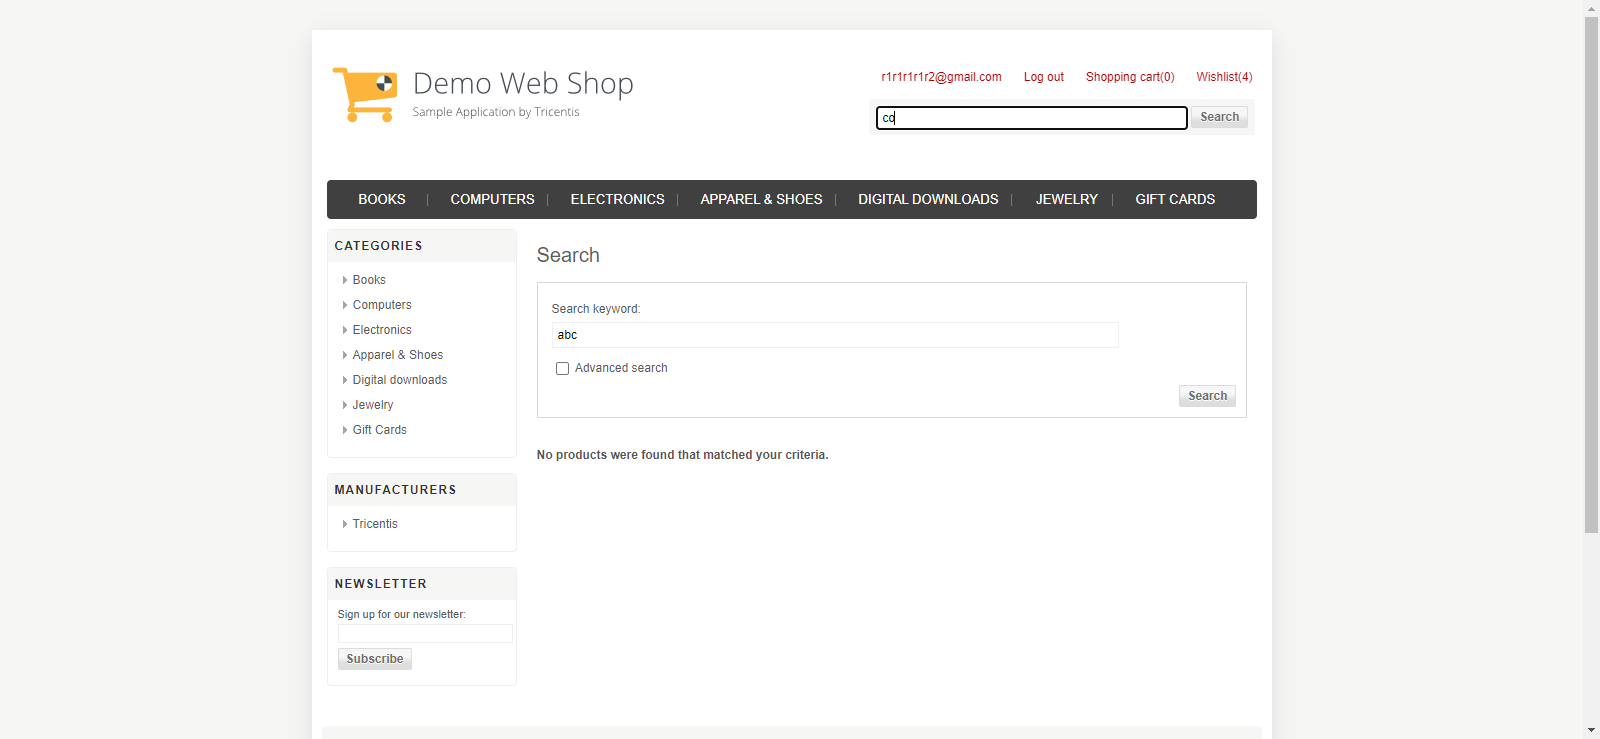 Demo Web Shop
Sample Application by Tricentis
r1r1r1r1r2@gmail.com Log out Shopping cart(0) Wishlist(4)
co Search
BOOKS COMPUTERS ELECTRONICS APPAREL & SHOES DIGITAL DOWNLOADS JEWELRY GIFT CARDS
CATEGORIES
Books
Computers
Electronics
Apparel & Shoes
Digital downloads
Jewelry
Gift Cards
MANUFACTURERS
Tricentis
NEWSLETTER
Sign up for our newsletter:
Subscribe
Search
Search keyword:
abc
Advanced search
Search
No products were found that matched your criteria.